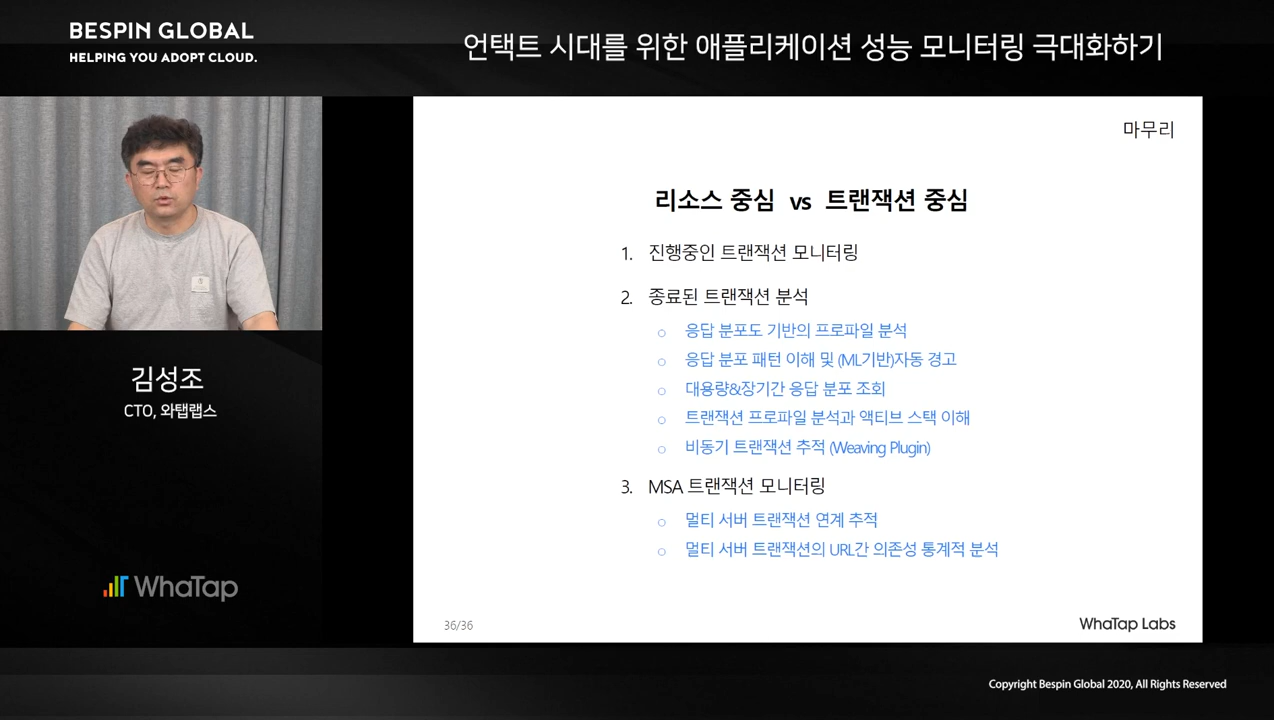 BESPIN GLOBAL
HELPING YOU ADOPT CLOUD.
언택트 시대를 위한 애플리케이션 성능 모니터링 극대화하기
김성조
CTO, 와탭랩스
WhaTap
마무리
리소스 중심 vs 트랜잭션 중심
1. 진행중인 트랜잭션 모니터링
2. 종료된 트랜잭션 분석
○ 응답 분포도 기반의 프로파일 분석
○ 응답 분포 패턴 이해 및 (ML기반)자동 경고
○ 대용량&장기간 응답 분포 조회
○ 트랜잭션 프로파일 분석과 액티브 스택 이해
○ 비동기 트랜잭션 추적 (Weaving Plugin)
3. MSA 트랜잭션 모니터링
○ 멀티 서버 트랜잭션 연계 추적
○ 멀티 서버 트랜잭션의 URL간 의존성 통계적 분석
36/36
WhaTap Labs
Copyright Bespin Global 2020, All Rights Reserved